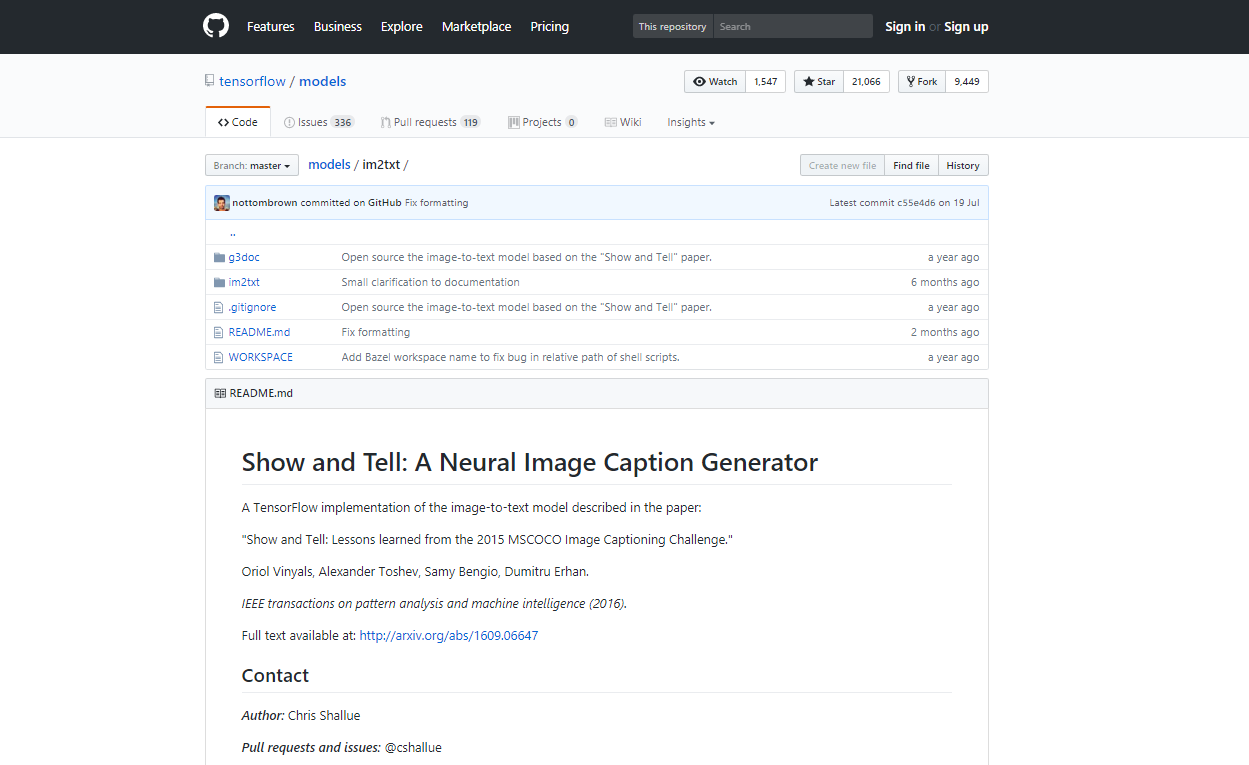 Features Business Explore Marketplace Pricing This repository Search Sign in or Sign up
tensorflow / models Watch 1,547 Star 21,066 Fork 9,449
Code Issues 336 Pull requests 119 Projects 0 Wiki Insights
Branch: master models / im2txt / Create new file Find file History
nottombrown committed on GitHub Fix formatting Latest commit c55e4d6 on 19 Jul
..
g3doc Open source the image-to-text model based on the "Show and Tell" paper. a year ago
im2txt Small clarification to documentation 6 months ago
.gitignore Open source the image-to-text model based on the "Show and Tell" paper. a year ago
README.md Fix formatting 2 months ago
WORKSPACE Add Bazel workspace name to fix bug in relative path of shell scripts. a year ago
README.md
Show and Tell: A Neural Image Caption Generator
A TensorFlow implementation of the image-to-text model described in the paper:
"Show and Tell: Lessons learned from the 2015 MSCOCO Image Captioning Challenge."
Oriol Vinyals, Alexander Toshev, Samy Bengio, Dumitru Erhan.
IEEE transactions on pattern analysis and machine intelligence (2016).
Full text available at: http://arxiv.org/abs/1609.06647
Contact
Author: Chris Shallue
Pull requests and issues: @cshallue